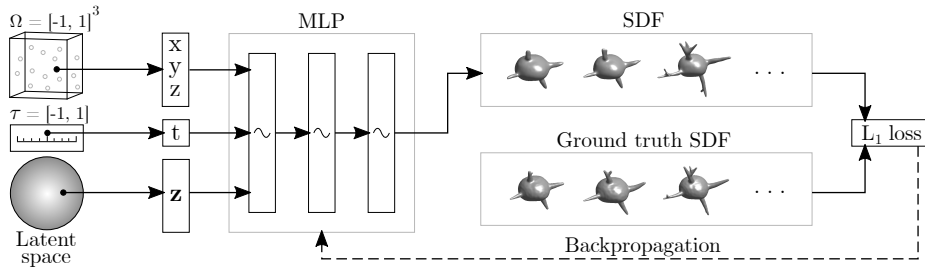 Ω = [-1, 1]³
x
y
z
τ = [-1, 1]
t
z
Latent
space
MLP
~
~
~
SDF
. . .
Ground truth SDF
. . .
L₁ loss
Backpropagation